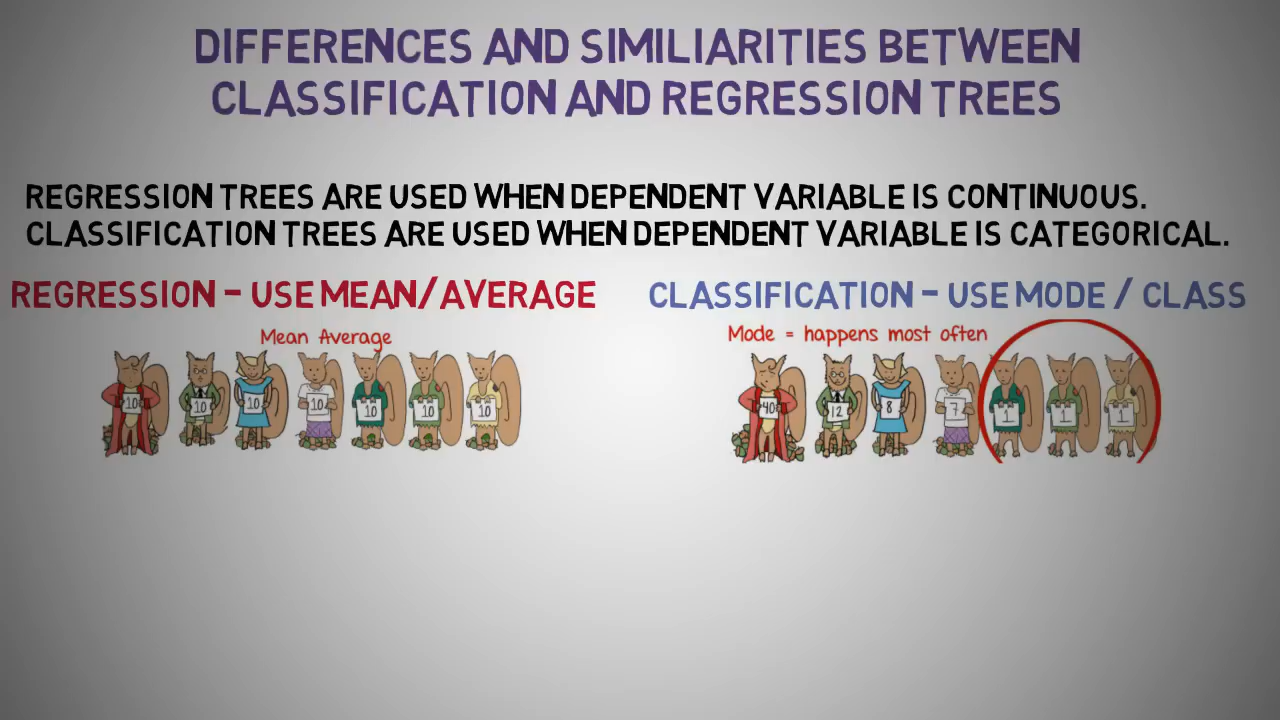 DIFFERENCES AND SIMILIARITIES BETWEEN
CLASSIFICATION AND REGRESSION TREES
REGRESSION TREES ARE USED WHEN DEPENDENT VARIABLE IS CONTINUOUS.
CLASSIFICATION TREES ARE USED WHEN DEPENDENT VARIABLE IS CATEGORICAL.
REGRESSION - USE MEAN/AVERAGE
CLASSIFICATION - USE MODE / CLASS
Mean Average
10 10 10 10 10 10 10
Mode = happens most often
40 12 8 7 1 1 1